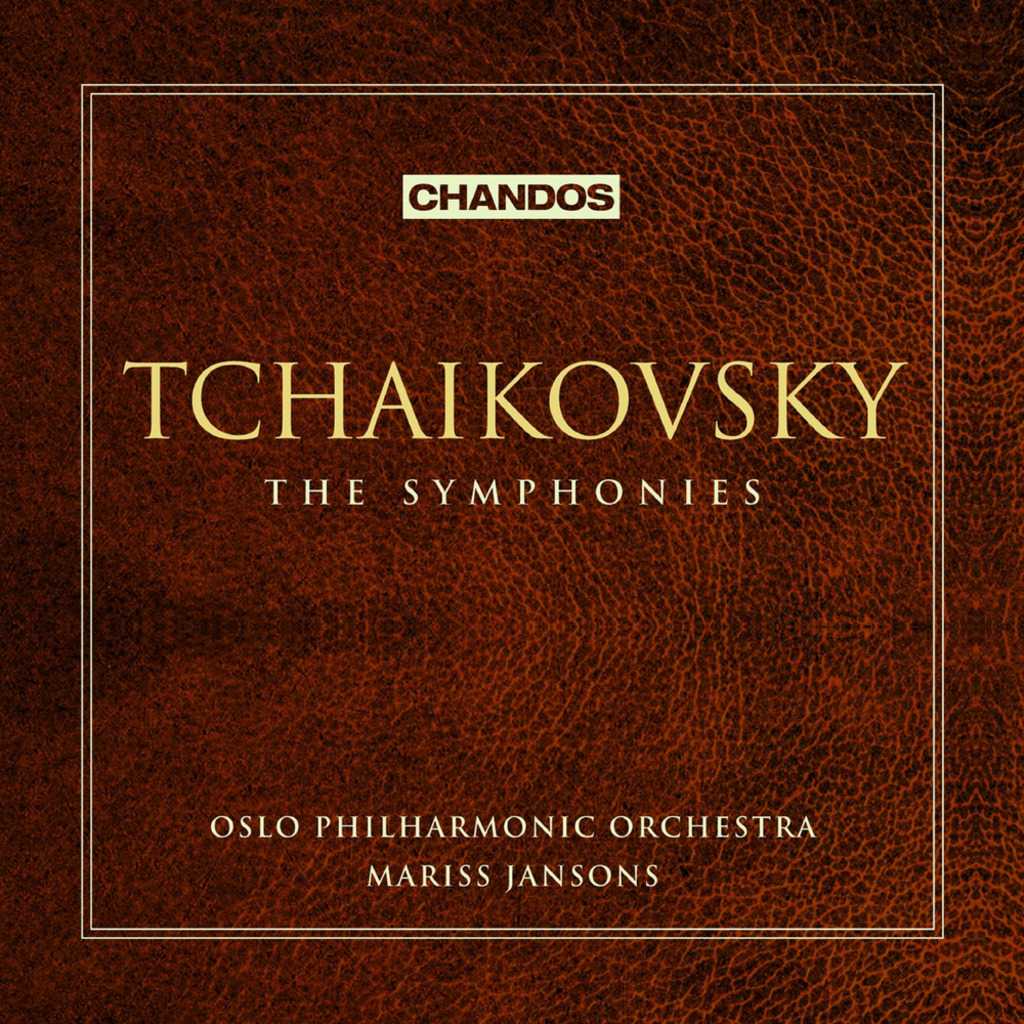 CHANDOS
TCHAIKOVSKY
THE SYMPHONIES
OSLO PHILHARMONIC ORCHESTRA
MARISS JANSONS